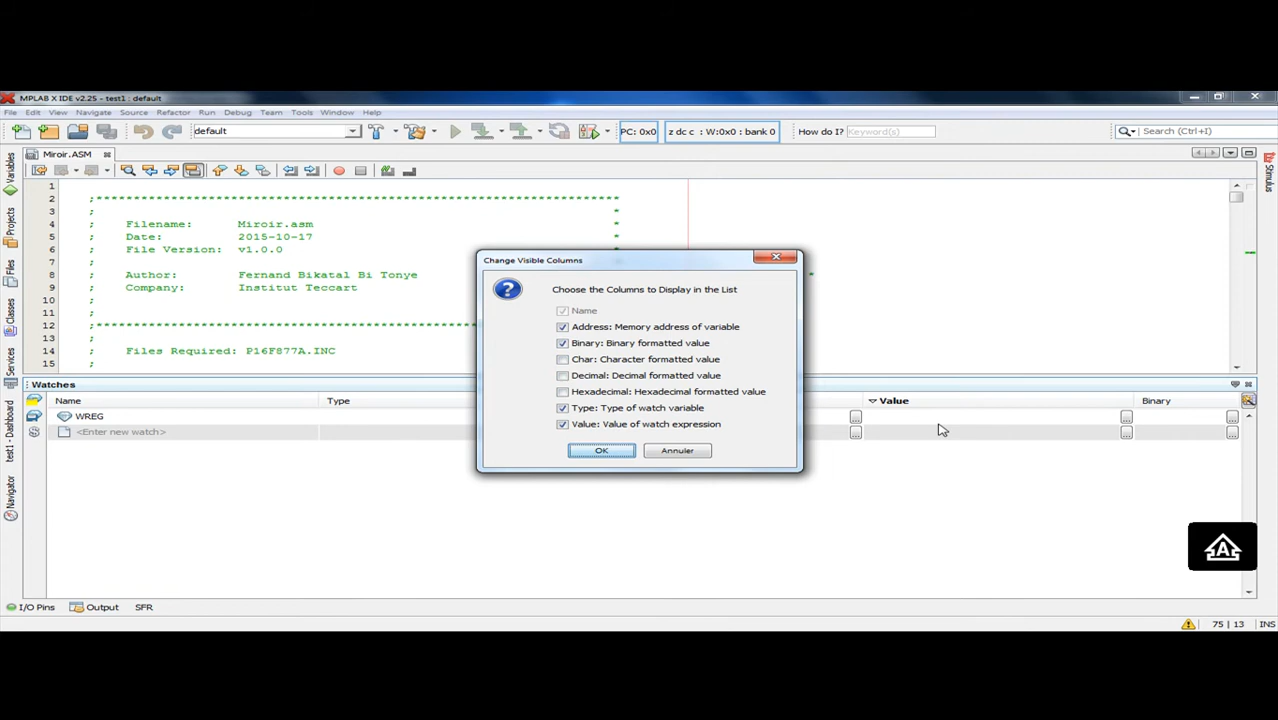 MPLAB X IDE v2.25 - test1 : default
File Edit View Navigate Source Refactor Run Debug Team Tools Window Help
default
PC: 0x0
z dc c : W:0x0 : bank 0
How do I?
Keyword(s)
Search (Ctrl+I)
Miroir.ASM
1
2 ;***************************************************************************
3 ; *
4 ; Filename: Miroir.asm
5 ; Date: 2015-10-17
6 ; File Version: v1.0.0
7 ;
8 ; Author: Fernand Bikatal Bi Tonye *
9 ; Company: Institut Teccart
10 ;
11 ;
12
13 ;
14 ; Files Required: P16F877A.INC
15 ;
Variables
Projects
Files
Classes
Services
test1 - Dashboard
Navigator
Stimulus
Change Visible Columns
Choose the Columns to Display in the List
Name
Address: Memory address of variable
Binary: Binary formatted value
Char: Character formatted value
Decimal: Decimal formatted value
Hexadecimal: Hexadecimal formatted value
Type: Type of watch variable
Value: Value of watch expression
OK
Annuler
Watches
Name Type Value Binary
WREG
<Enter new watch>
I/O Pins Output SFR
75 | 13 INS
A